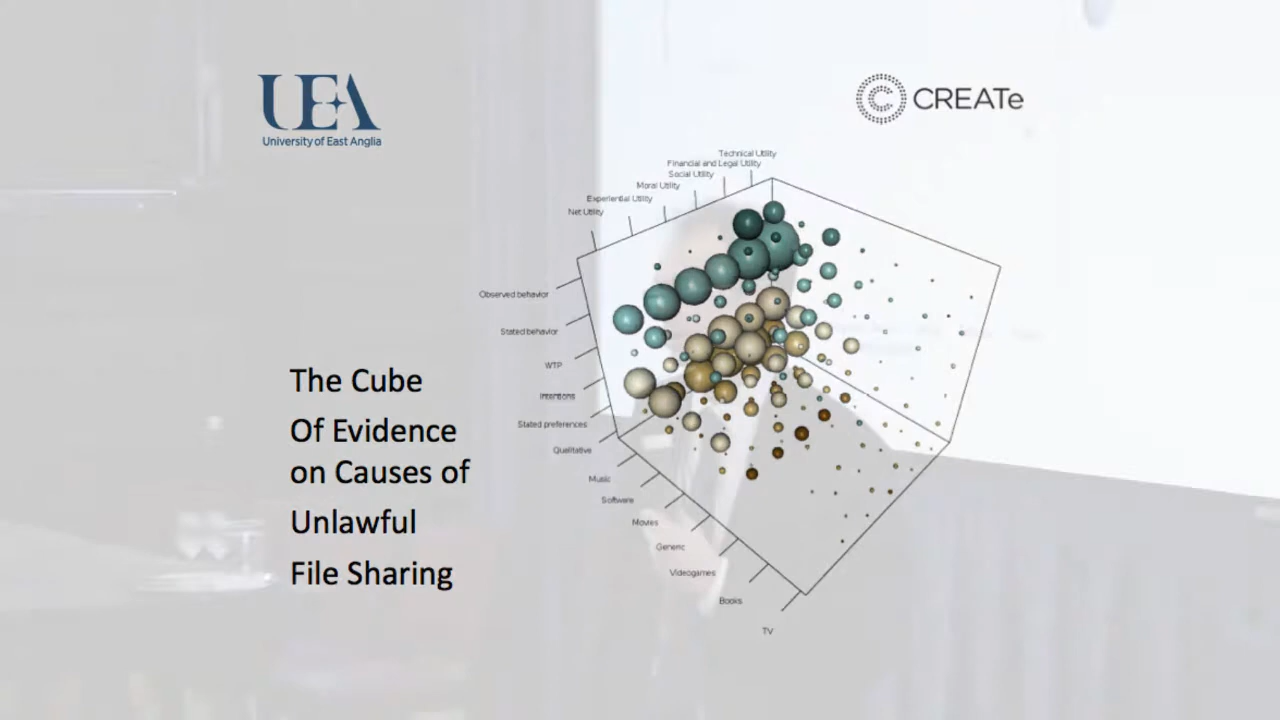 UEA
University of East Anglia
CREATe
Technical Utility
Financial and Legal Utility
Social Utility
Moral Utility
Experiential Utility
Net Utility
Observed behavior
Stated behavior
WTP
Intentions
Stated preferences
Qualitative
Music
Software
Movies
Generic
Videogames
Books
TV
The Cube
Of Evidence
on Causes of
Unlawful
File Sharing